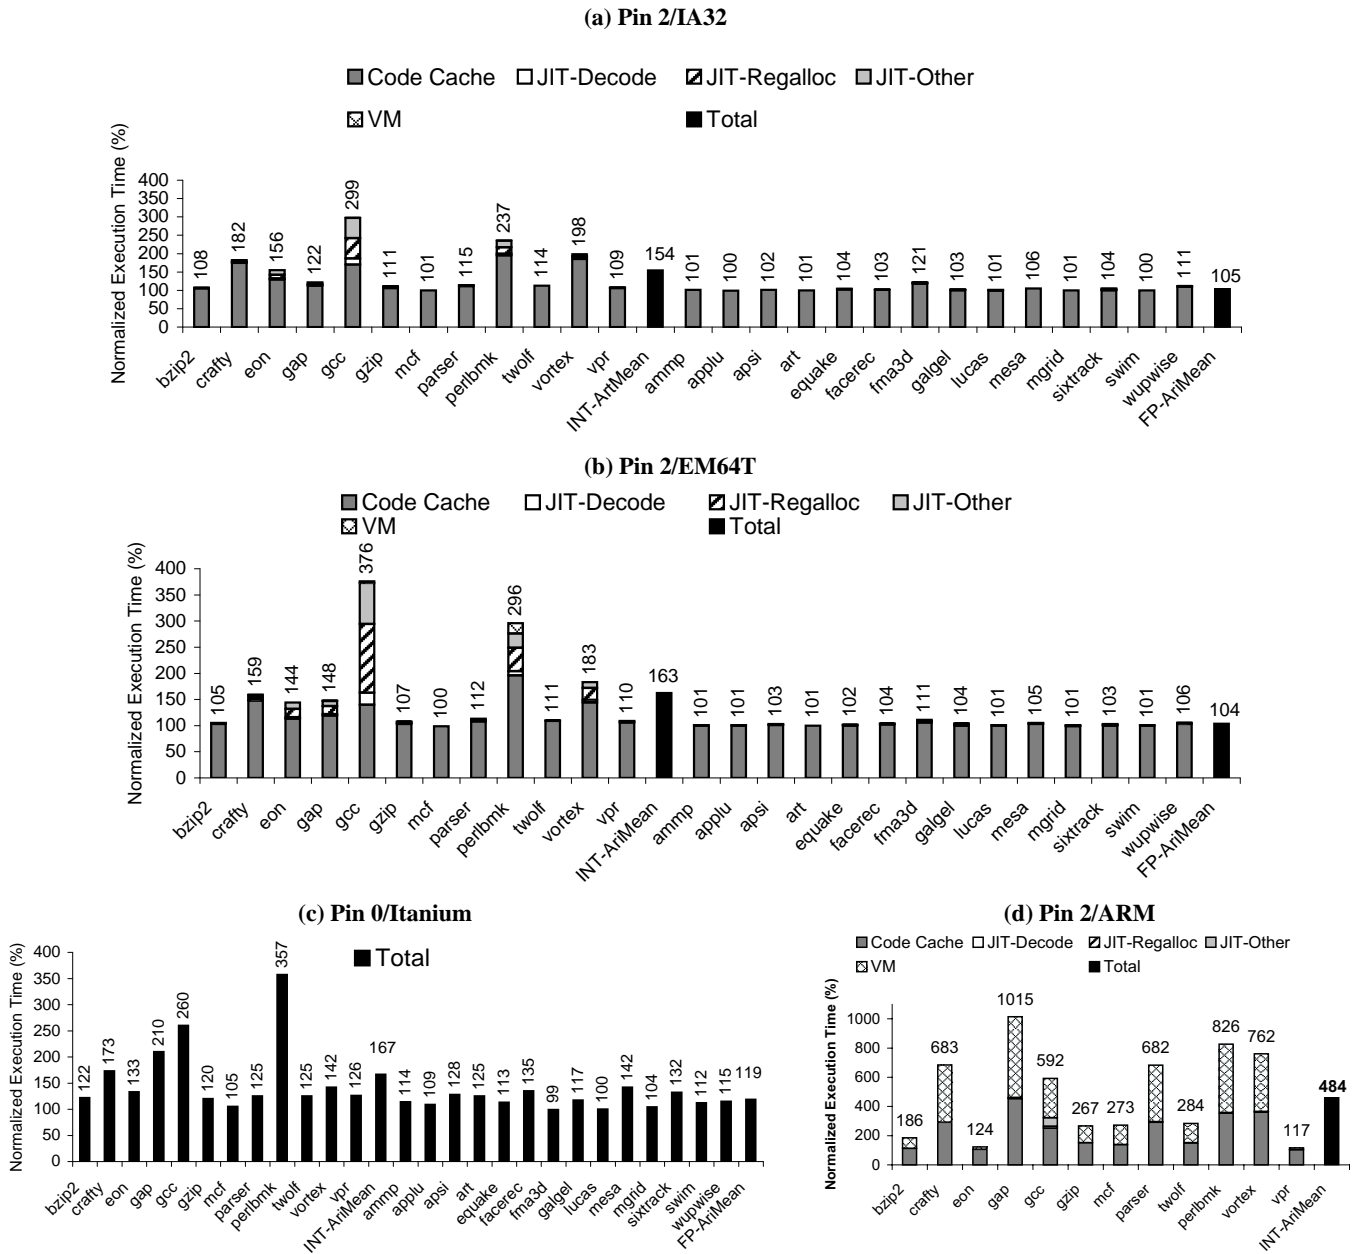 (a) Pin 2/IA32
Code Cache JIT-Decode JIT-Regalloc JIT-Other
VM Total
Normalized Execution Time (%)
400
350
300
250
200
150
100
50
0
108 182 156 122 299 111 101 115 237 114 198 109 154 101 100 102 101 104 103 121 103 101 106 101 104 100 111 105
bzip2 crafty eon gap gcc gzip mcf parser perlbmk twolf vortex vpr INT-ArtMean ammp applu apsi art equake facerec fma3d galgel lucas mesa mgrid sixtrack swim wupwise FP-AriMean
(b) Pin 2/EM64T
Code Cache JIT-Decode JIT-Regalloc JIT-Other
VM Total
Normalized Execution Time (%)
400
350
300
250
200
150
100
50
0
105 159 144 148 376 107 100 112 296 111 183 110 163 101 101 103 101 102 104 111 104 101 105 101 103 101 106 104
bzip2 crafty eon gap gcc gzip mcf parser perlbmk twolf vortex vpr INT-AriMean ammp applu apsi art equake facerec fma3d galgel lucas mesa mgrid sixtrack swim wupwise FP-AriMean
(c) Pin 0/Itanium
Total
Normalized Execution Time (%)
400
350
300
250
200
150
100
50
0
122 173 133 210 260 120 105 125 357 125 142 126 167 114 109 128 125 113 135 99 117 100 142 104 132 112 115 119
bzip2 crafty eon gap gcc gzip mcf parser perlbmk twolf vortex vpr INT-AriMean ammp applu apsi art equake facerec fma3d galgel lucas mesa mgrid sixtrack swim wupwise FP-AriMean
(d) Pin 2/ARM
Code Cache JIT-Decode JIT-Regalloc JIT-Other
VM Total
Normalized Execution Time (%)
1000
800
600
400
200
0
186 683 124 1015 592 267 273 682 284 826 762 117 484
bzip2 crafty eon gap gcc gzip mcf parser twolf perlbmk vortex vpr INT-AriMean